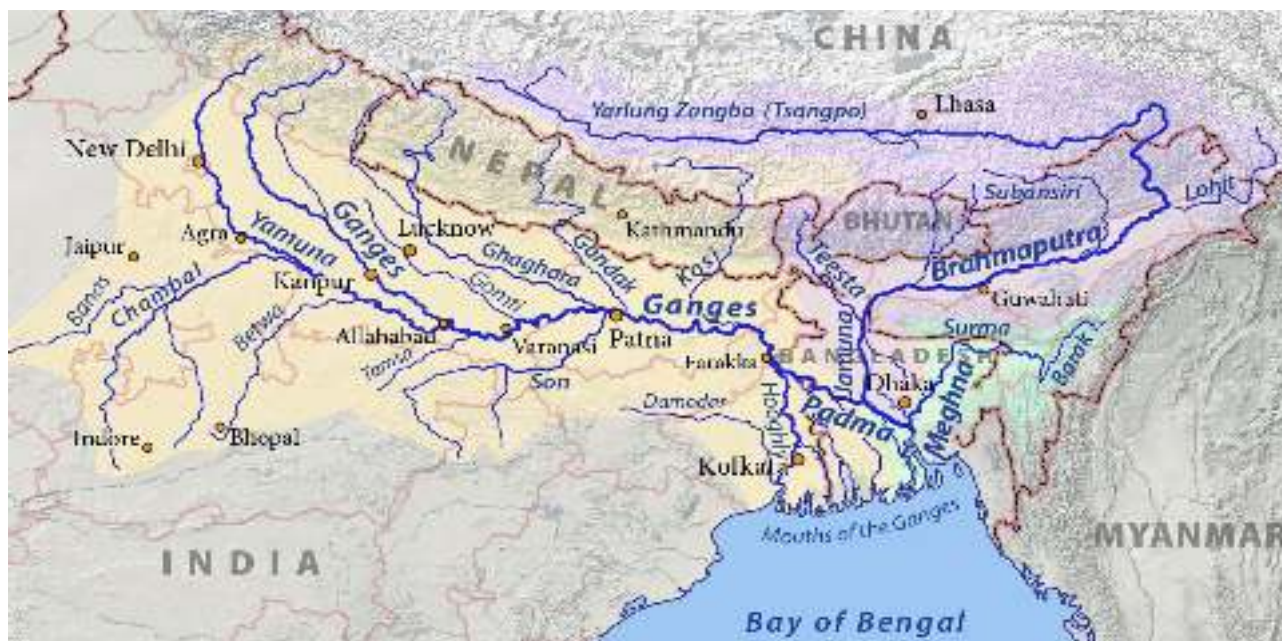 CHINA
Yarlung Zangbo (Tsangpo)
Lhasa
New Delhi
NEPAL
Subansiri
Lohit
BHUTAN
Kathmandu
Ganges
Lucknow
Agra
Yamuna
Jaipur
Ghaghara
Gandak
Kosi
Teesta
Brahmaputra
Kanpur
Guwahati
Banas
Chambal
Gomti
Ganges
Betwa
Allahabad
Varanasi
Patna
Surma
Jamuna
BANGLADESH
Barak
Farakka
Tamsa
Son
Dhaka
Meghna
Damodar
Hooghly
Padma
Indore
Bhopal
Kolkata
Mouths of the Ganges
INDIA
MYANMAR
Bay of Bengal